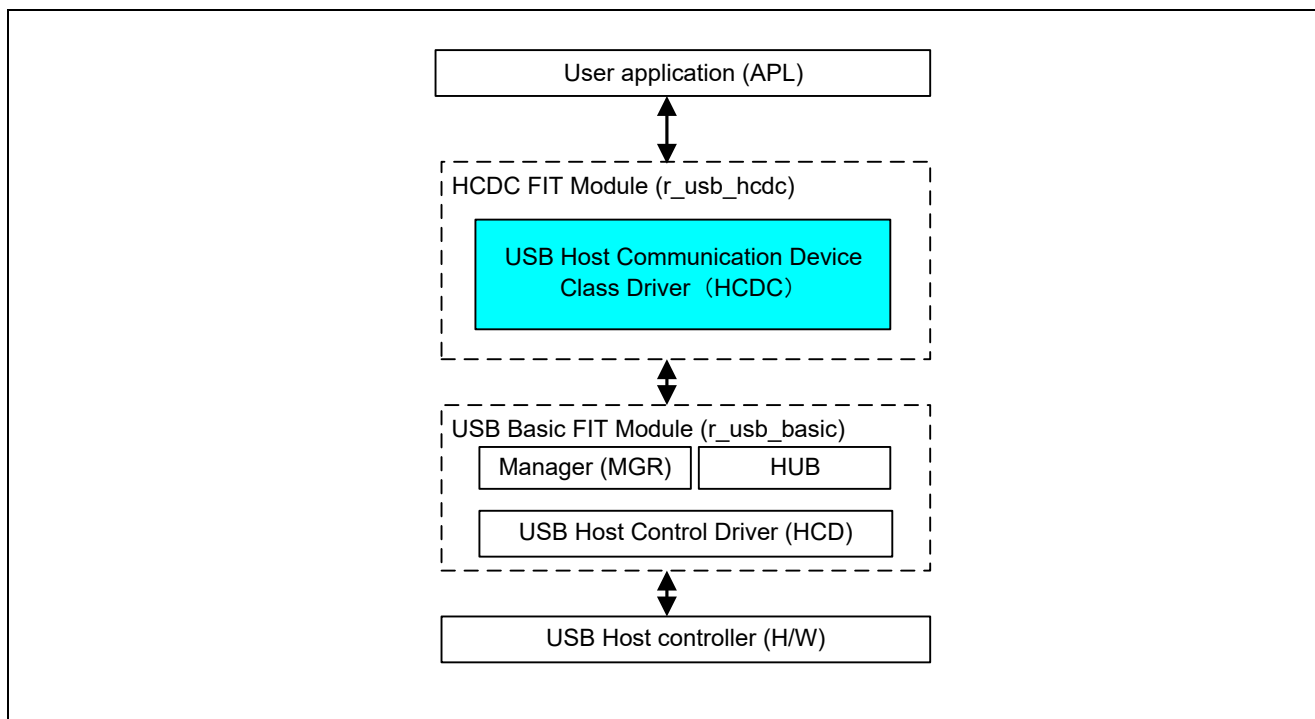 User application (APL)
HCDC FIT Module (r_usb_hcdc)
USB Host Communication Device
Class Driver（HCDC）
USB Basic FIT Module (r_usb_basic)
Manager (MGR)
HUB
USB Host Control Driver (HCD)
USB Host controller (H/W)